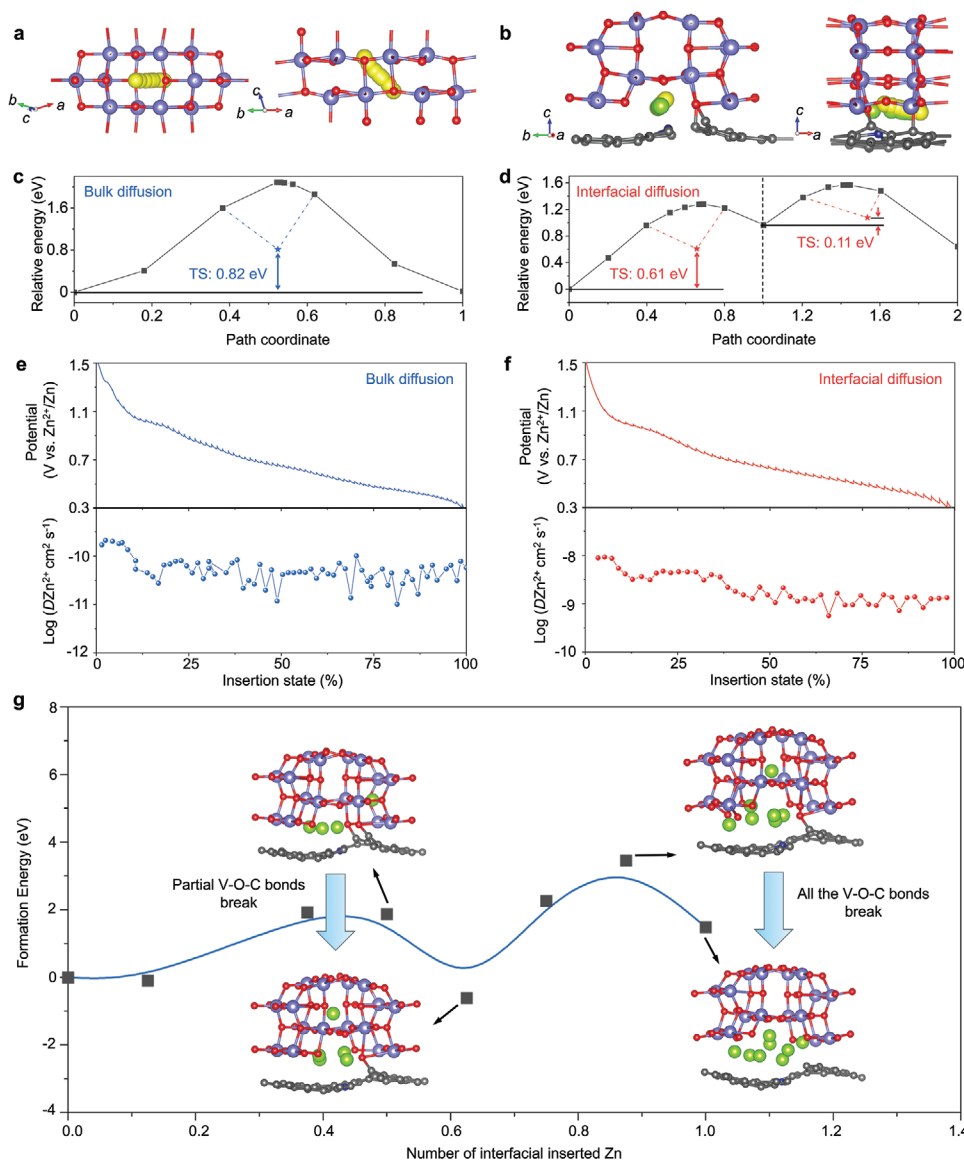 a
b
c
a
b
c
a
b
c
b
a
c
a
c
Bulk diffusion
Relative energy (eV)
1.6
0.8
0
TS: 0.82 eV
0
0.2
0.4
0.6
0.8
1
Path coordinate
d
Interfacial diffusion
Relative energy (eV)
1.6
1.2
0.8
0.4
0
TS: 0.61 eV
TS: 0.11 eV
0
0.4
0.8
1.2
1.6
2
Path coordinate
e
Bulk diffusion
Potential
(V vs. Zn²⁺/Zn)
1.5
1.1
0.7
0.3
Log (DZn²⁺ cm² s⁻¹)
-10
-11
-12
0
25
50
75
100
Insertion state (%)
f
Interfacial diffusion
Potential
(V vs. Zn²⁺/Zn)
1.5
1.1
0.7
0.3
Log (DZn²⁺ cm² s⁻¹)
-8
-9
-10
0
25
50
75
100
Insertion state (%)
g
Formation Energy (eV)
8
6
4
2
0
-2
-4
Partial V-O-C bonds
break
All the V-O-C bonds
break
0.0
0.2
0.4
0.6
0.8
1.0
1.2
1.4
Number of interfacial inserted Zn